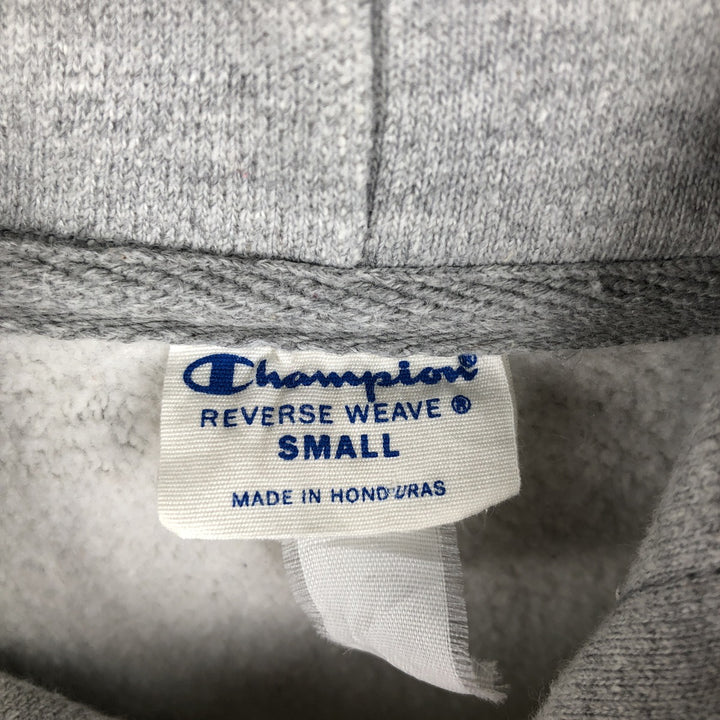 Champion
REVERSE WEAVE ®
SMALL
MADE IN HONDURAS